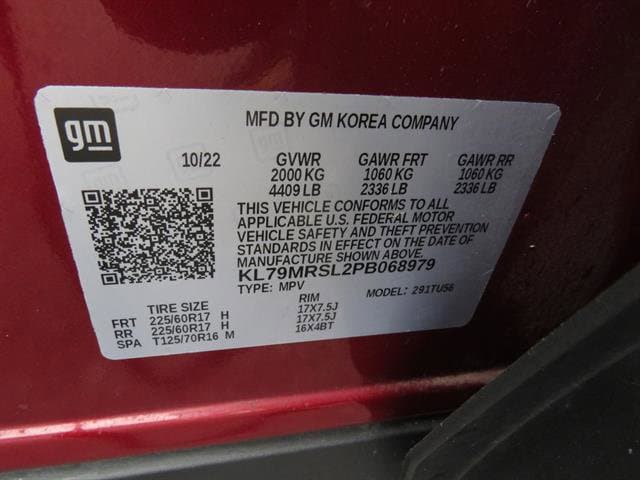 gm
MFD BY GM KOREA COMPANY
10/22 GVWR GAWR FRT GAWR RR
2000 KG 1060 KG 1060 KG
4409 LB 2336 LB 2336 LB
THIS VEHICLE CONFORMS TO ALL
APPLICABLE U.S. FEDERAL MOTOR
VEHICLE SAFETY AND THEFT PREVENTION
STANDARDS IN EFFECT ON THE DATE OF
MANUFACTURE SHOWN ABOVE.
KL79MRSL2PB068979
TYPE: MPV MODEL: 291TU56
TIRE SIZE RIM
FRT 225/60R17 H 17X7.5J
RR 225/60R17 H 17X7.5J
SPA T125/70R16 M 16X4BT